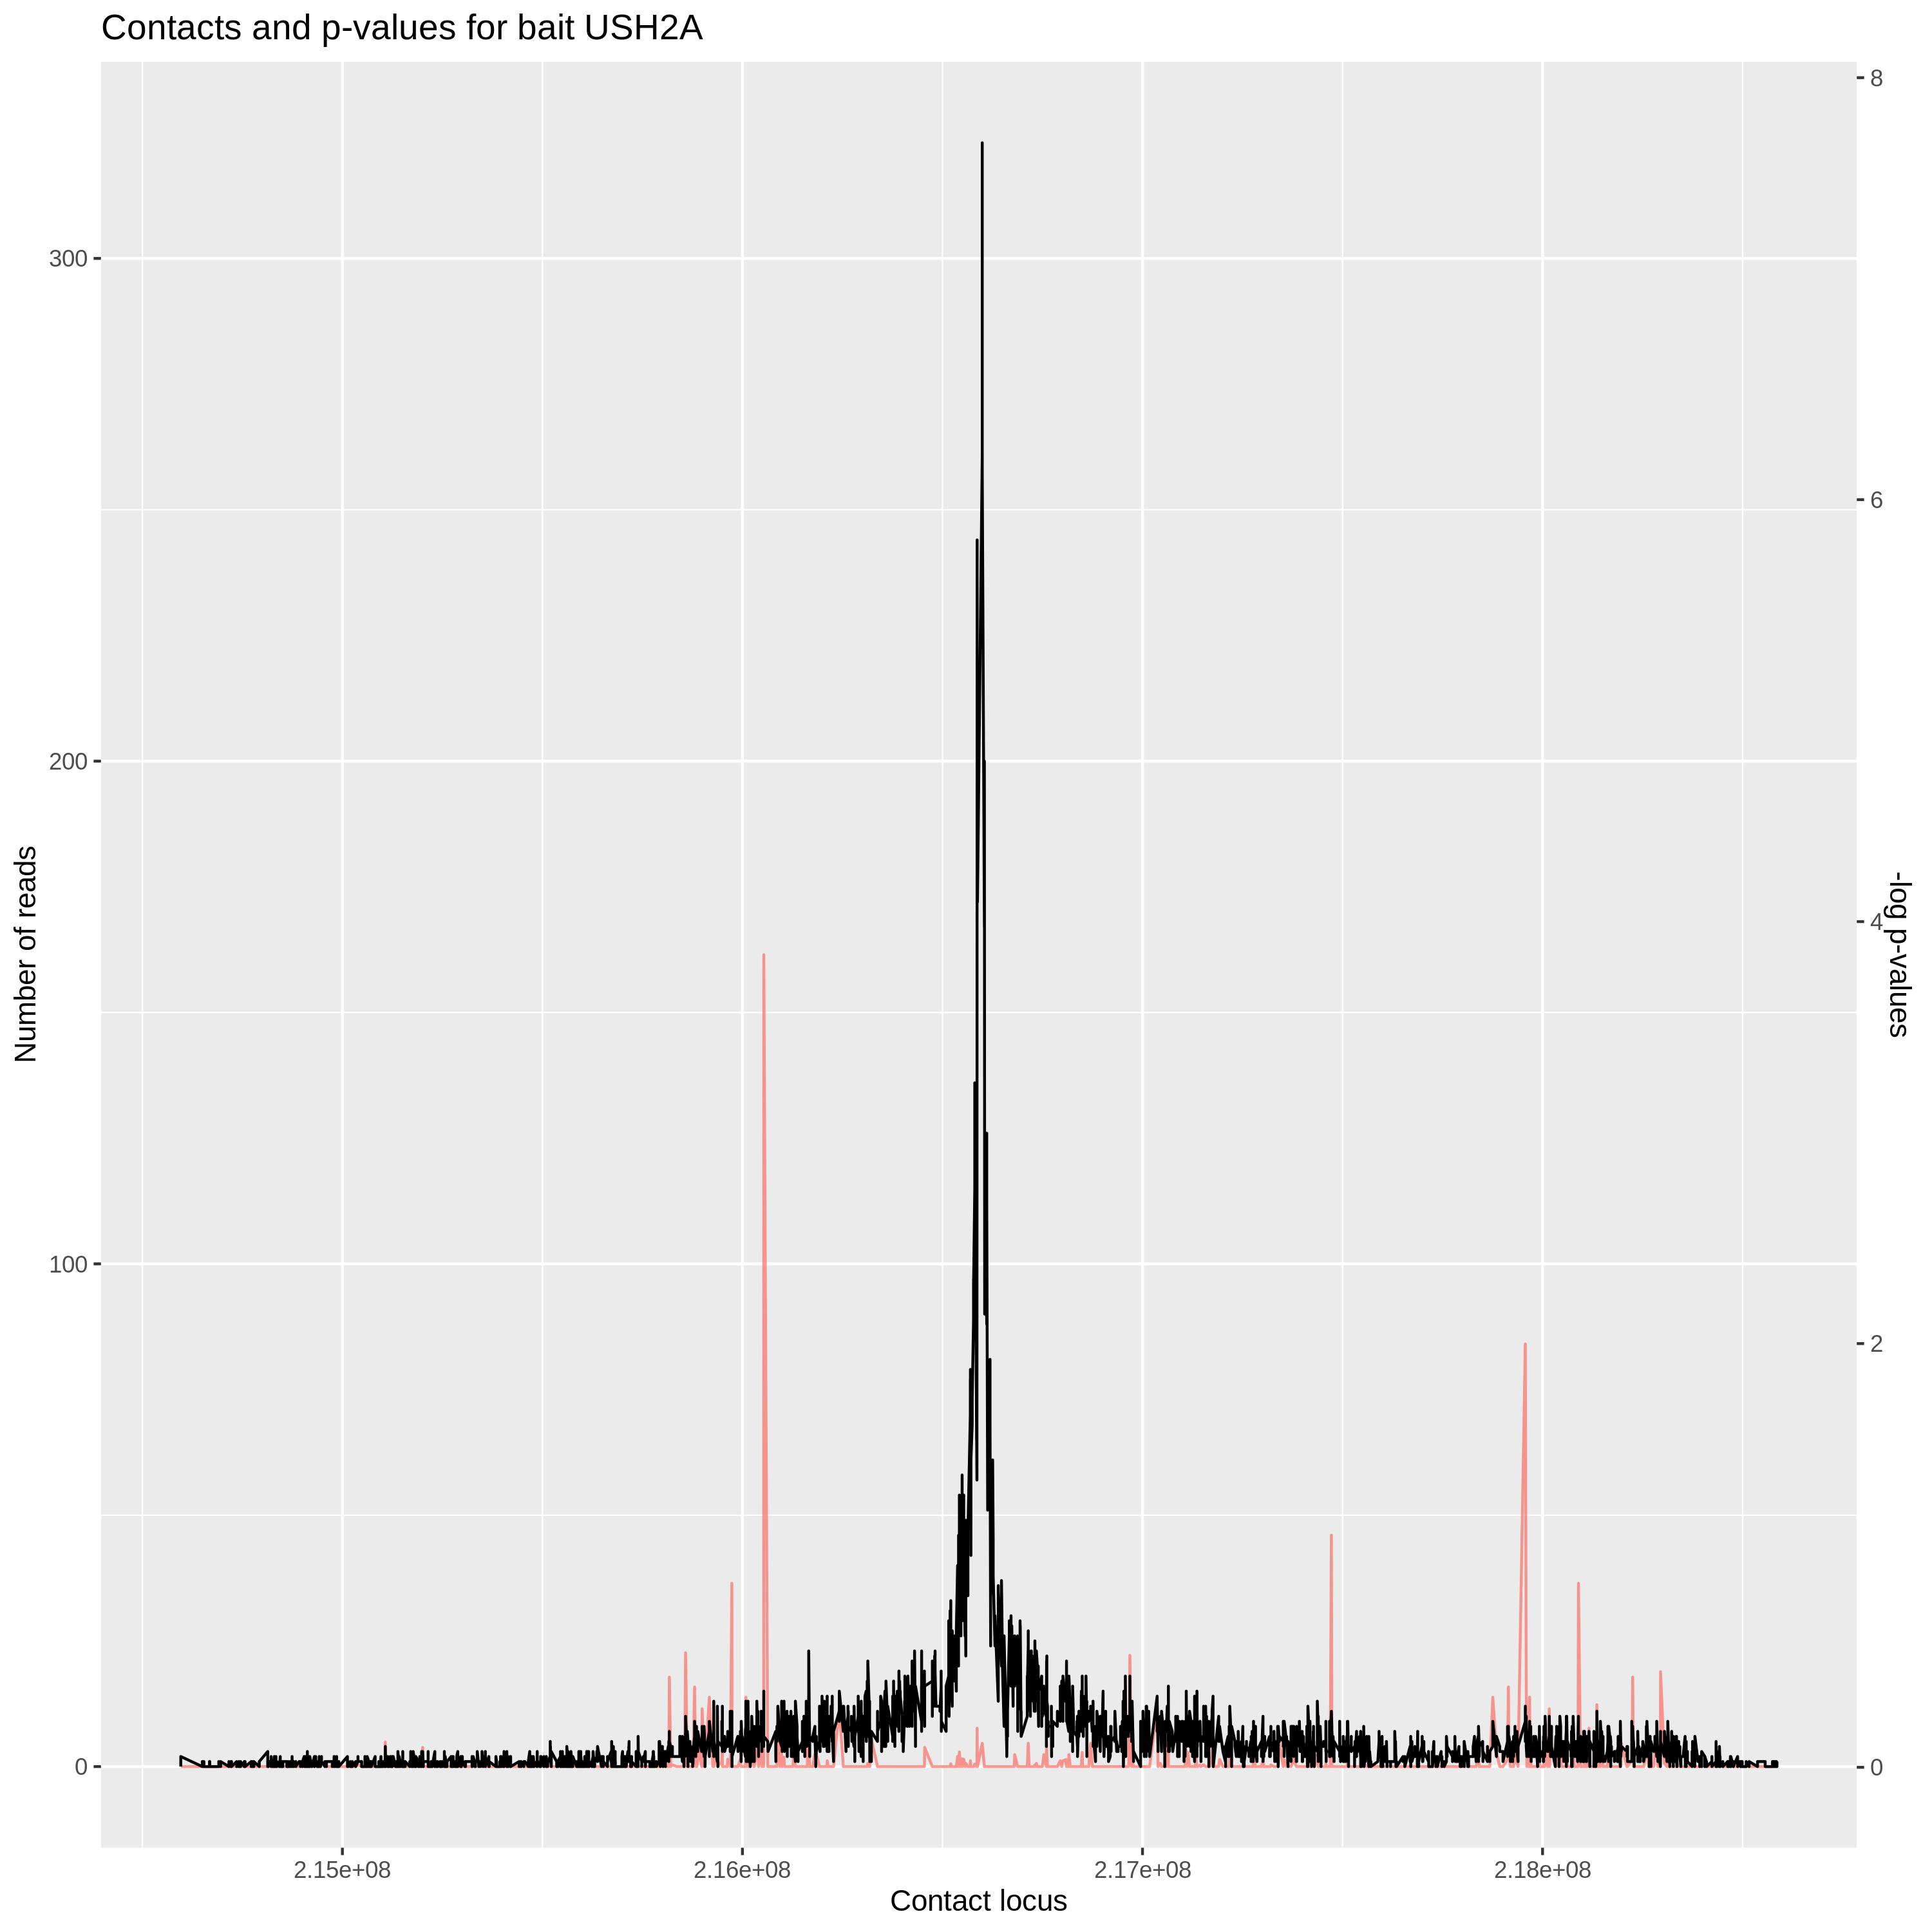 Contacts and p-values for bait USH2A
Number of reads
300
200
100
0
8
6
4
2
0
-log p-values
2.15e+08
2.16e+08
2.17e+08
2.18e+08
Contact locus